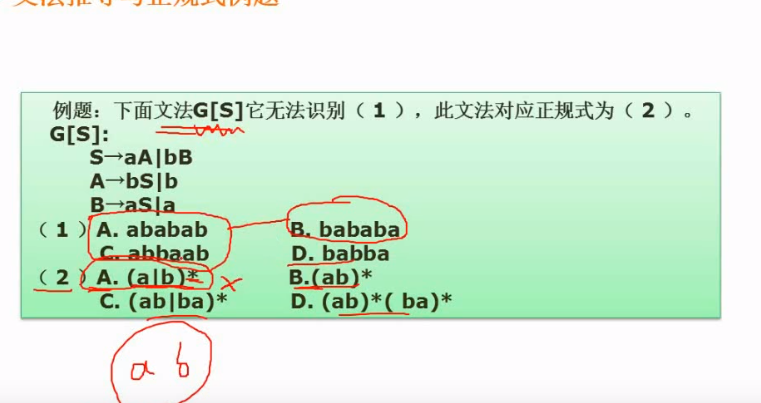 例题：下面文法G[S]它无法识别（ 1 ），此文法对应正规式为（ 2 ）。
G[S]:
S→aA|bB
A→bS|b
B→aS|a
（ 1 ）A. ababab B. bababa
C. abbaab D. babba
（ 2 ）A. (a|b)* B.(ab)*
C. (ab|ba)* D. (ab)*( ba)*
a b